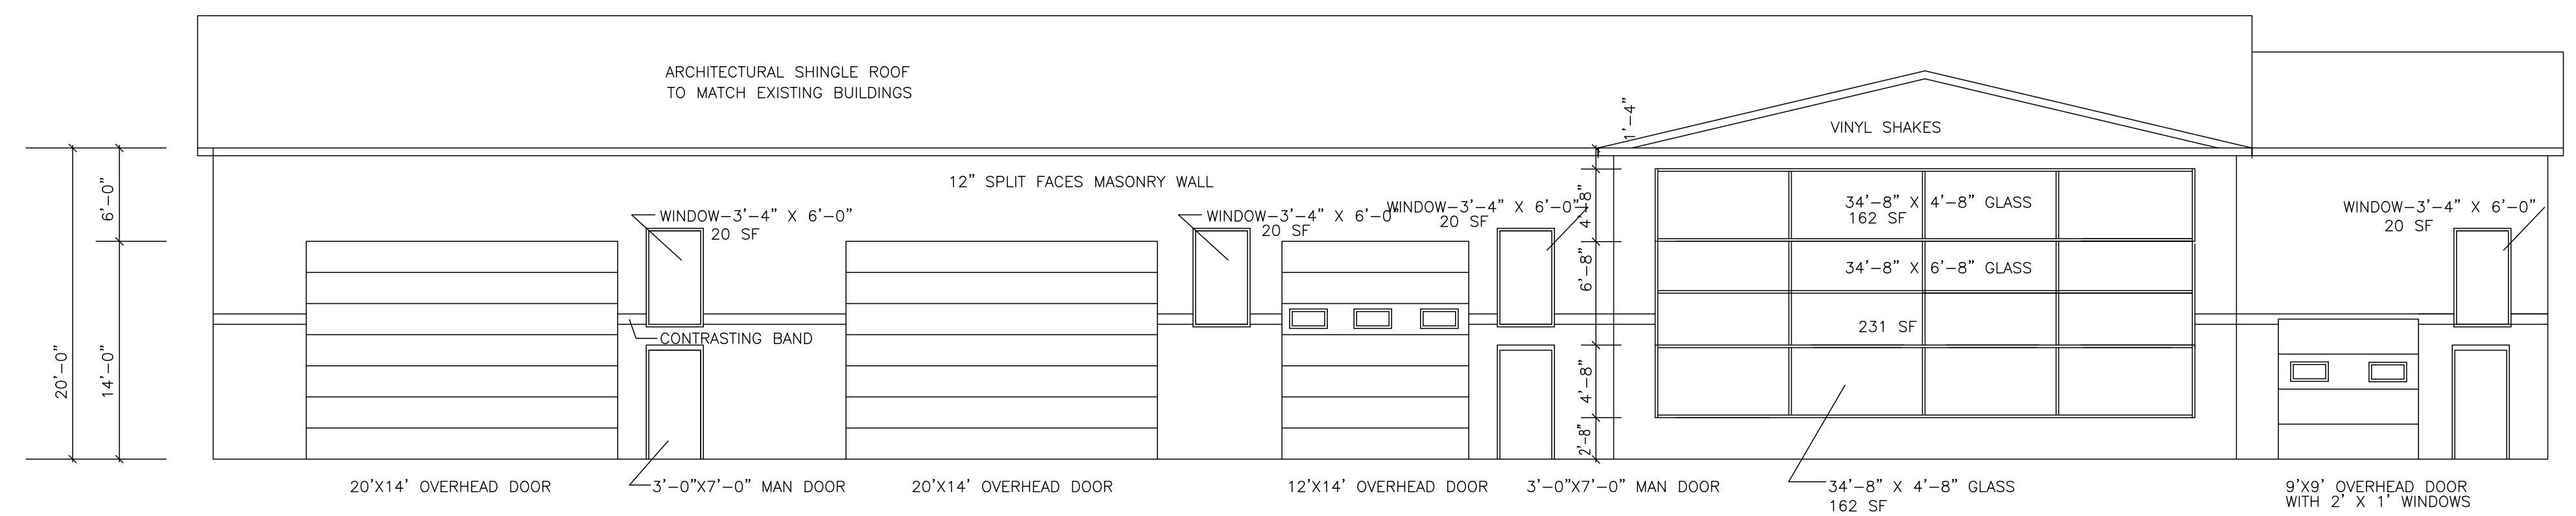 ARCHITECTURAL SHINGLE ROOF
TO MATCH EXISTING BUILDINGS
1'-4"
VINYL SHAKES
12" SPLIT FACES MASONRY WALL
6'-0"
20'-0"
14'-0"
WINDOW-3'-4" X 6'-0"
20 SF
WINDOW-3'-4" X 6'-0"
20 SF
WINDOW-3'-4" X 6'-0"
20 SF
4'-8"
34'-8" X 4'-8" GLASS
162 SF
WINDOW-3'-4" X 6'-0"
20 SF
6'-8"
34'-8" X 6'-8" GLASS
231 SF
CONTRASTING BAND
4'-8"
2'-8"
20'X14' OVERHEAD DOOR
3'-0"X7'-0" MAN DOOR
20'X14' OVERHEAD DOOR
12'X14' OVERHEAD DOOR
3'-0"X7'-0" MAN DOOR
34'-8" X 4'-8" GLASS
162 SF
9'X9' OVERHEAD DOOR
WITH 2' X 1' WINDOWS